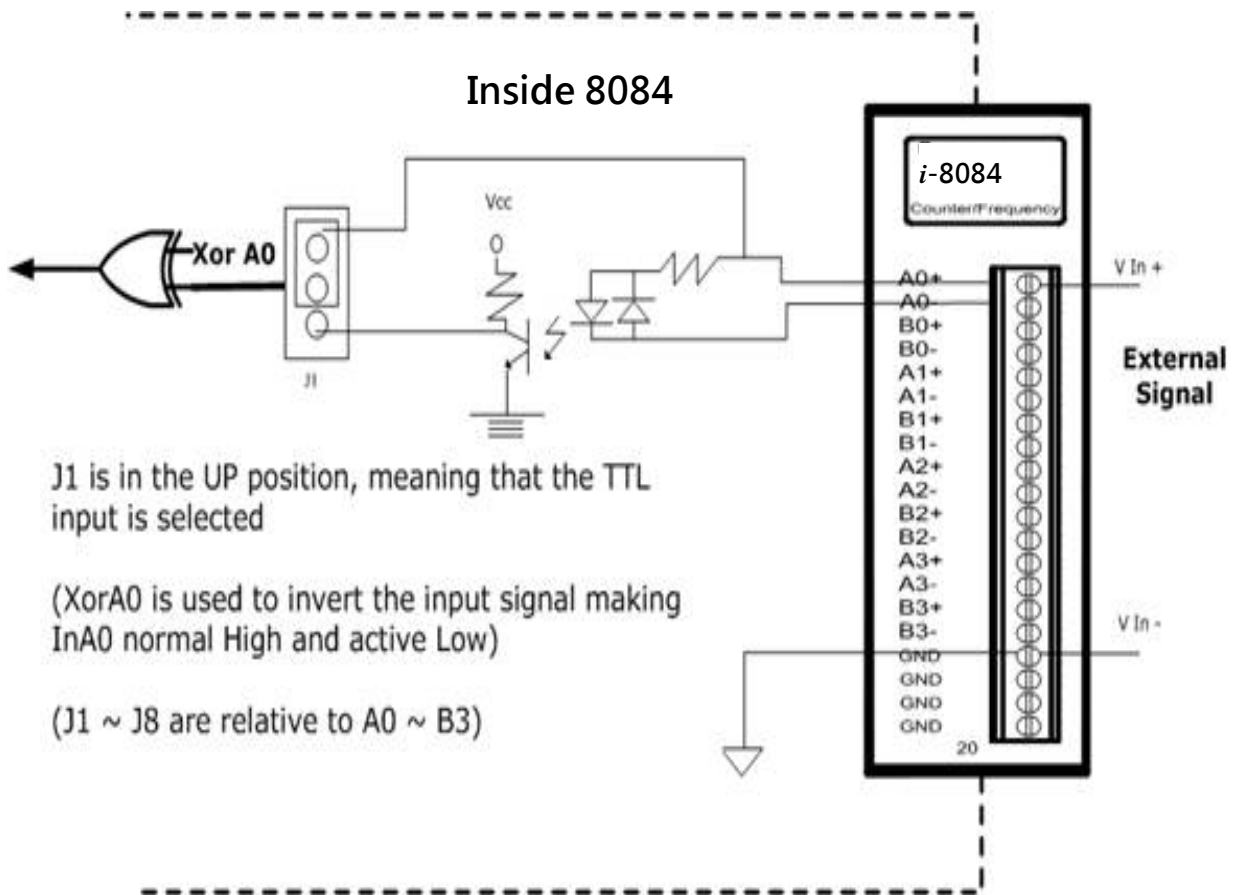 Inside 8084
i-8084
Counter/Frequency
Vcc
Xor A0
J1
A0+
A0-
B0+
B0-
A1+
A1-
B1+
B1-
A2+
A2-
B2+
B2-
A3+
A3-
B3+
B3-
GND
GND
GND
GND
20
V In +
External
Signal
V In -
J1 is in the UP position, meaning that the TTL
input is selected
(XorA0 is used to invert the input signal making
InA0 normal High and active Low)
(J1 ~ J8 are relative to A0 ~ B3)